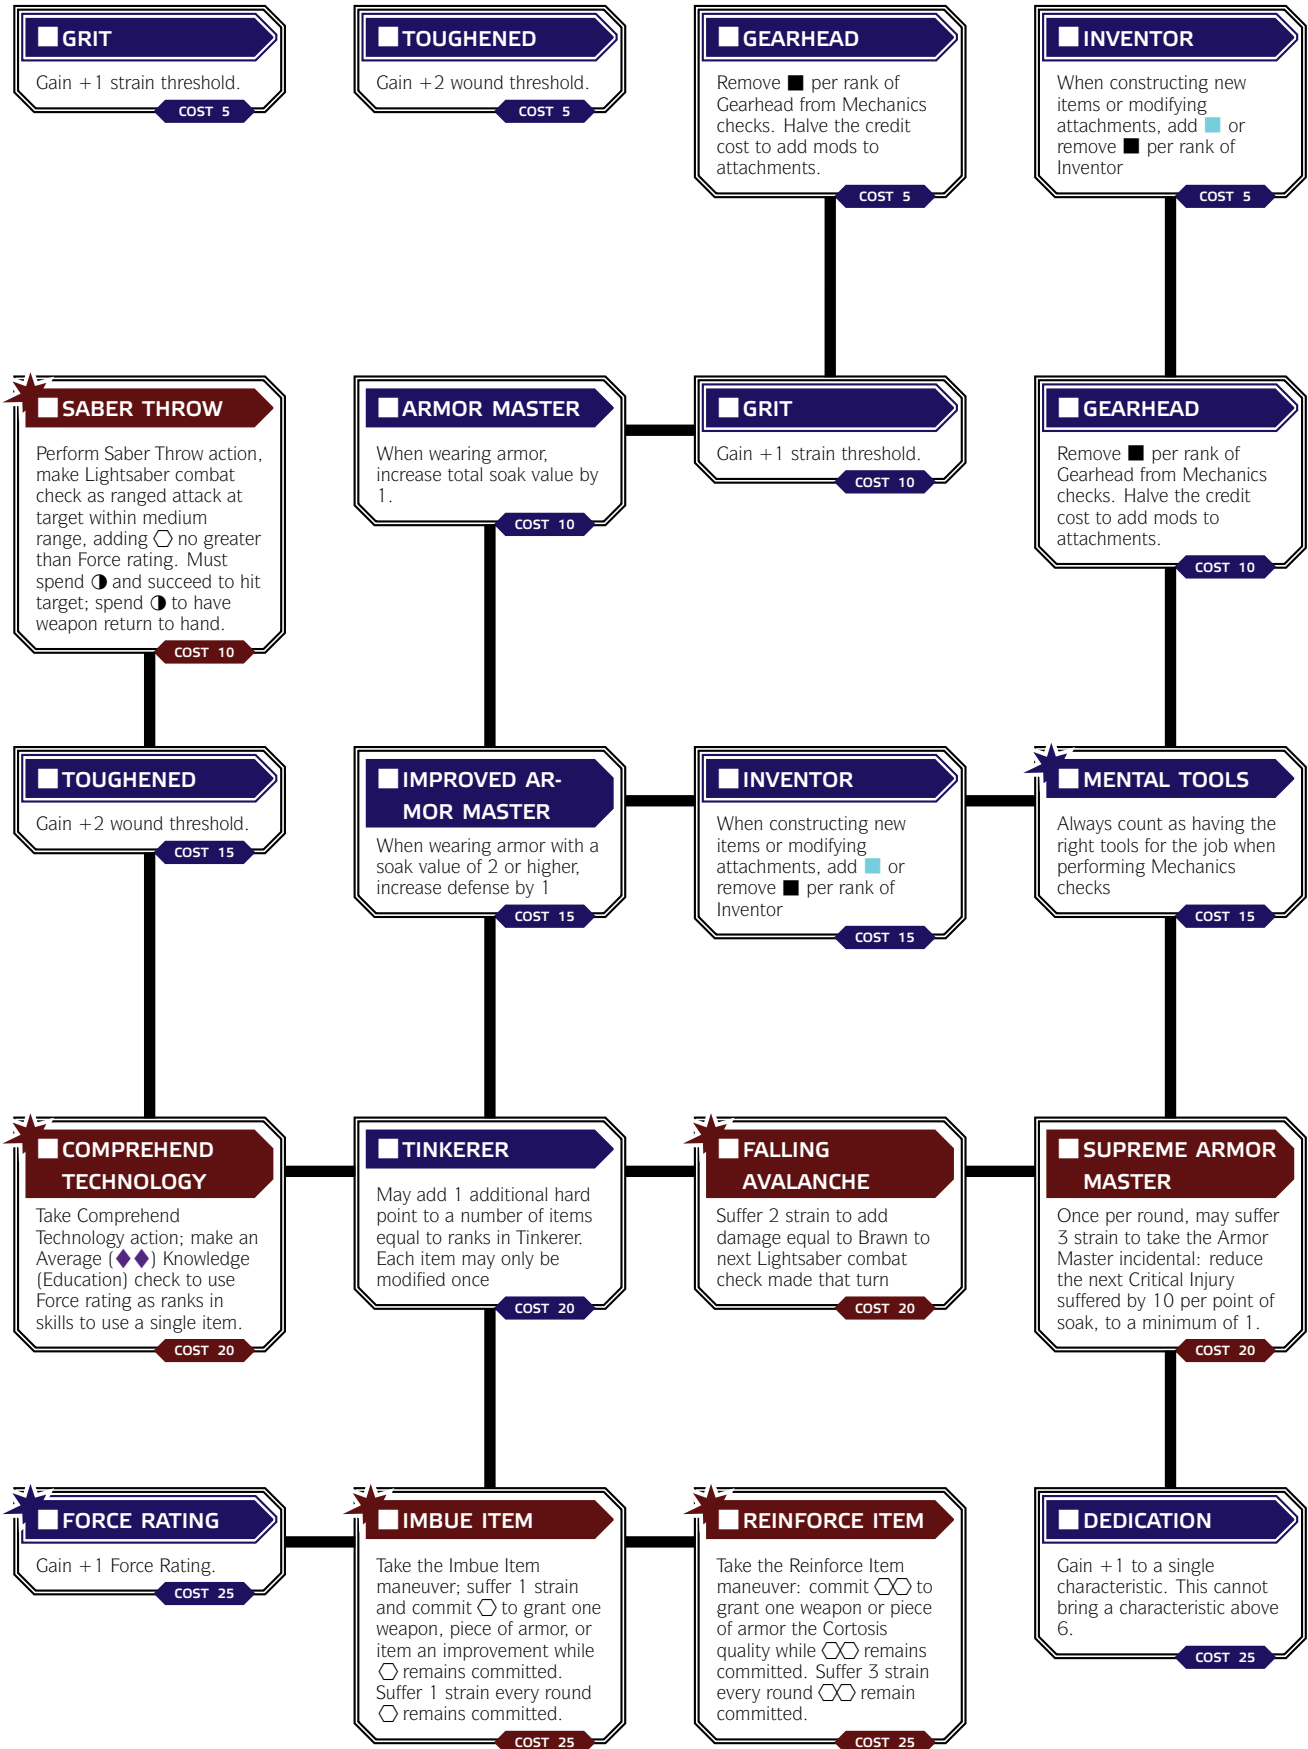 GRIT
Gain +1 strain threshold.
COST 5
TOUGHENED
Gain +2 wound threshold.
COST 5
GEARHEAD
Remove ■ per rank of
Gearhead from Mechanics
checks. Halve the credit
cost to add mods to
attachments.
COST 5
INVENTOR
When constructing new
items or modifying
attachments, add ■ or
remove ■ per rank of
Inventor
COST 5
SABER THROW
Perform Saber Throw action,
make Lightsaber combat
check as ranged attack at
target within medium
range, adding ⬡ no greater
than Force rating. Must
spend ◑ and succeed to hit
target; spend ◑ to have
weapon return to hand.
COST 10
ARMOR MASTER
When wearing armor,
increase total soak value by
1.
COST 10
GRIT
Gain +1 strain threshold.
COST 10
GEARHEAD
Remove ■ per rank of
Gearhead from Mechanics
checks. Halve the credit
cost to add mods to
attachments.
COST 10
TOUGHENED
Gain +2 wound threshold.
COST 15
IMPROVED AR-
MOR MASTER
When wearing armor with a
soak value of 2 or higher,
increase defense by 1
COST 15
INVENTOR
When constructing new
items or modifying
attachments, add ■ or
remove ■ per rank of
Inventor
COST 15
MENTAL TOOLS
Always count as having the
right tools for the job when
performing Mechanics
checks
COST 15
COMPREHEND
TECHNOLOGY
Take Comprehend
Technology action; make an
Average (♦♦) Knowledge
(Education) check to use
Force rating as ranks in
skills to use a single item.
COST 20
TINKERER
May add 1 additional hard
point to a number of items
equal to ranks in Tinkerer.
Each item may only be
modified once
COST 20
FALLING
AVALANCHE
Suffer 2 strain to add
damage equal to Brawn to
next Lightsaber combat
check made that turn
COST 20
SUPREME ARMOR
MASTER
Once per round, may suffer
3 strain to take the Armor
Master incidental: reduce
the next Critical Injury
suffered by 10 per point of
soak, to a minimum of 1.
COST 20
FORCE RATING
Gain +1 Force Rating.
COST 25
IMBUE ITEM
Take the Imbue Item
maneuver; suffer 1 strain
and commit ⬡ to grant one
weapon, piece of armor, or
item an improvement while
⬡ remains committed.
Suffer 1 strain every round
⬡ remains committed.
COST 25
REINFORCE ITEM
Take the Reinforce Item
maneuver: commit ⬡⬡ to
grant one weapon or piece
of armor the Cortosis
quality while ⬡⬡ remains
committed. Suffer 3 strain
every round ⬡⬡ remain
committed.
COST 25
DEDICATION
Gain +1 to a single
characteristic. This cannot
bring a characteristic above
6.
COST 25